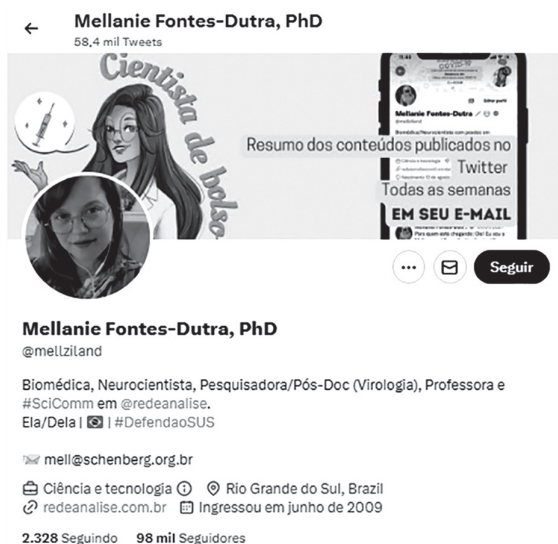 Mellanie Fontes-Dutra, PhD
58,4 mil Tweets
Cientista de bolso
Mellanie Fontes-Dutra
Resumo dos conteúdos publicados no
Twitter
Todas as semanas
EM SEU E-MAIL
Seguir
Mellanie Fontes-Dutra, PhD
@mellziland
Biomédica, Neurocientista, Pesquisadora/Pós-Doc (Virologia), Professora e
#SciComm em @redeanalise.
Ela/Dela | 🇧🇷 | #DefendaoSUS
mell@schenberg.org.br
Ciência e tecnologia Rio Grande do Sul, Brazil
redeanalise.com.br Ingressou em junho de 2009
2.328 Seguindo 98 mil Seguidores